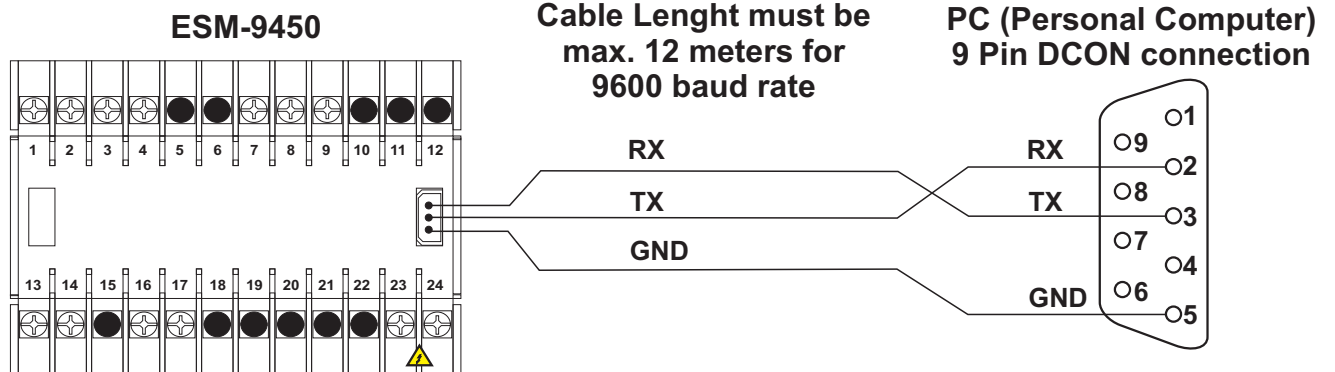 ESM-9450
Cable Lenght must be
max. 12 meters for
9600 baud rate
PC (Personal Computer)
9 Pin DCON connection
1 2 3 4 5 6 7 8 9 10 11 12
13 14 15 16 17 18 19 20 21 22 23 24
RX
TX
GND
RX
TX
GND
1
9
2
8
3
7
4
6
5